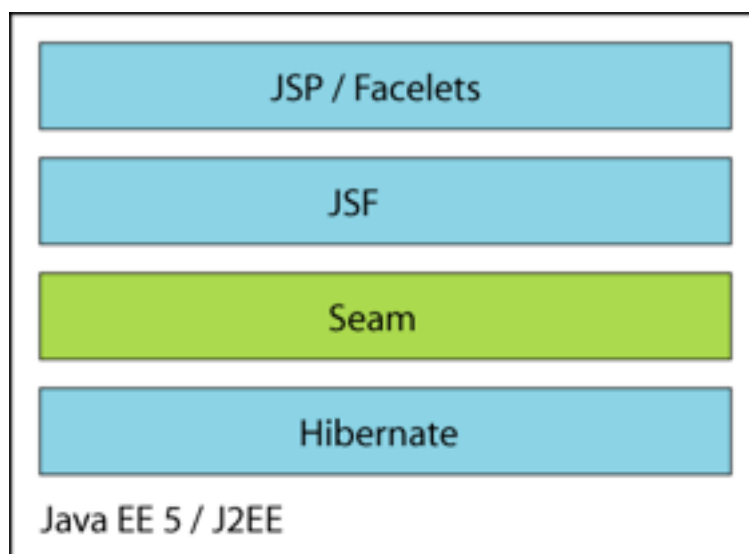 JSP / Facelets
JSF
Seam
Hibernate
Java EE 5 / J2EE